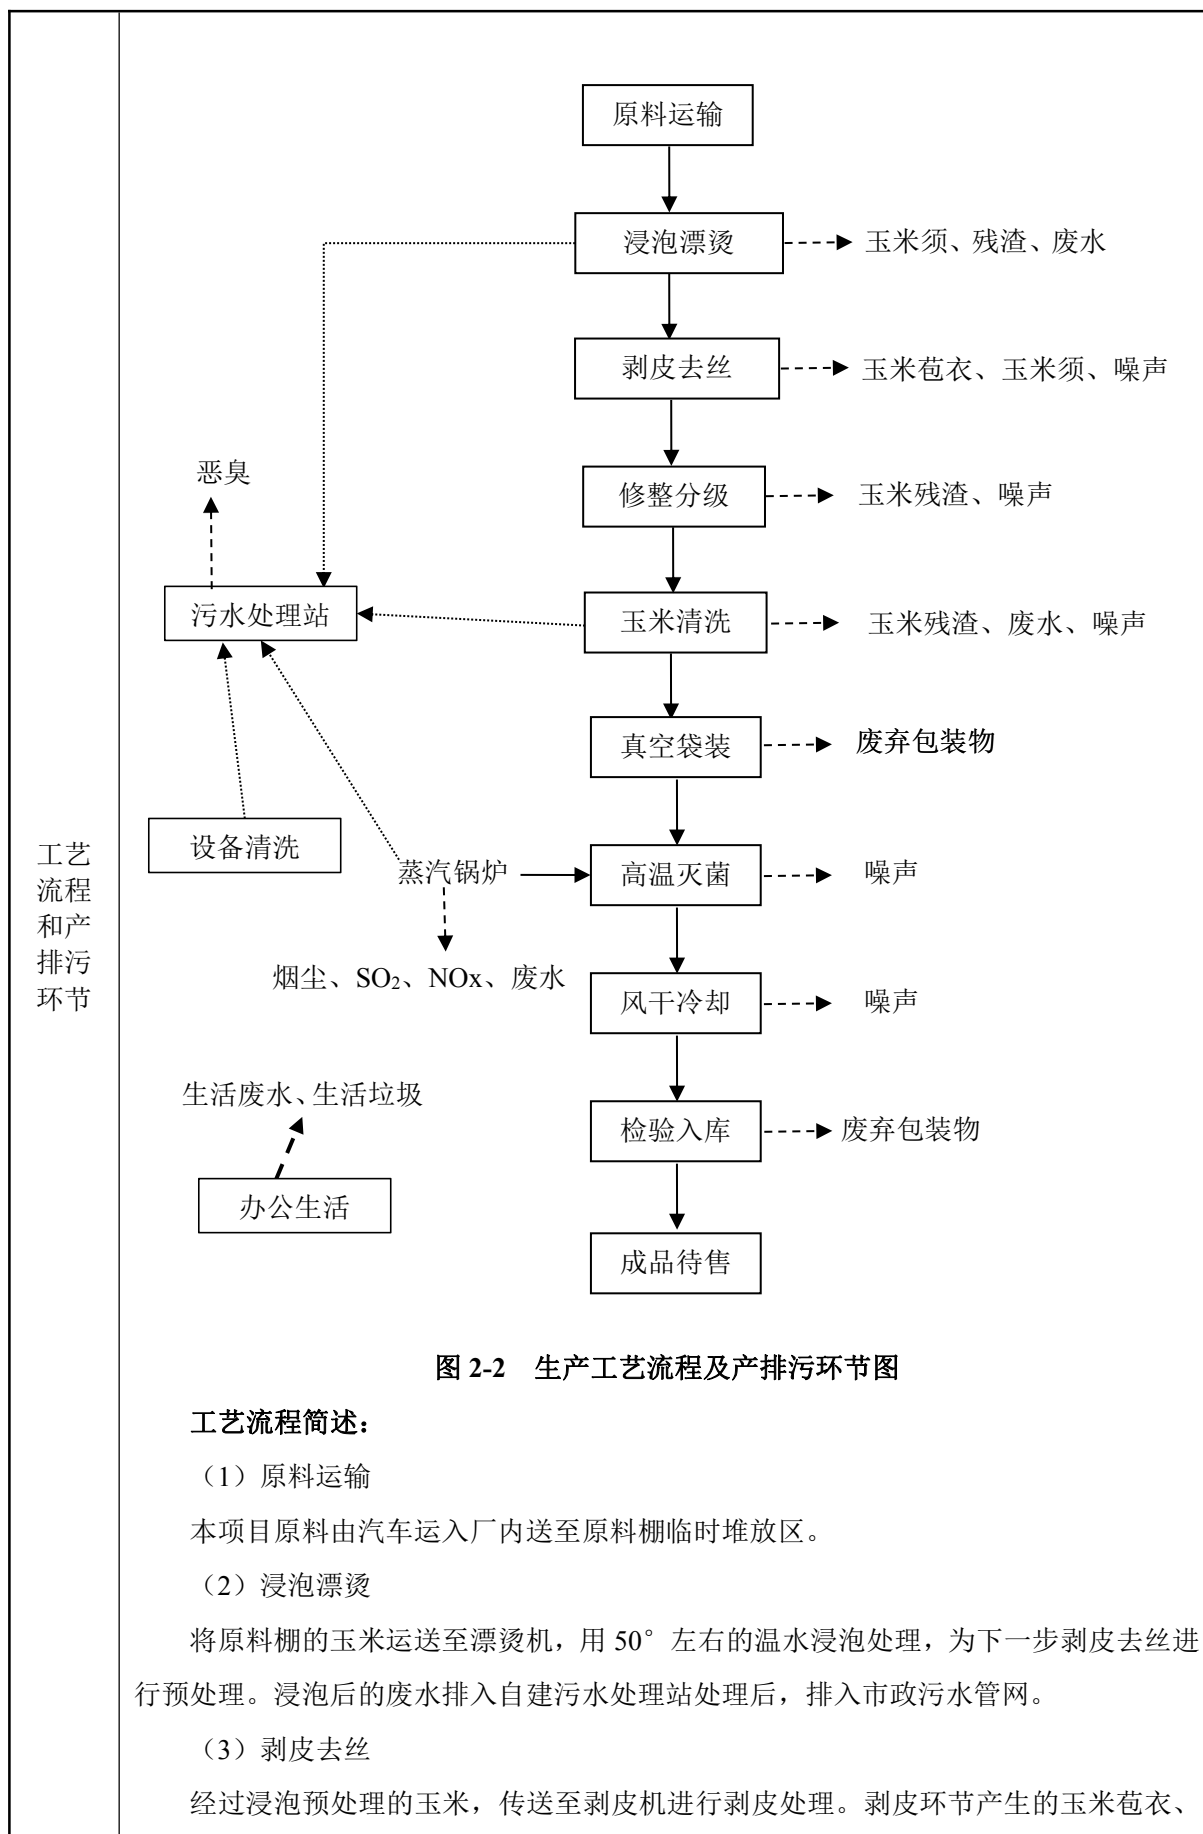 原料运输
浸泡漂烫
玉米须、残渣、废水
剥皮去丝
玉米苞衣、玉米须、噪声
恶臭
修整分级
玉米残渣、噪声
污水处理站
玉米清洗
玉米残渣、废水、噪声
真空袋装
废弃包装物
设备清洗
蒸汽锅炉
高温灭菌
噪声
烟尘、SO₂、NOx、废水
风干冷却
噪声
生活废水、生活垃圾
检验入库
废弃包装物
办公生活
成品待售
工艺
流程
和产
排污
环节
图 2-2 生产工艺流程及产排污环节图
工艺流程简述：
（1）原料运输
本项目原料由汽车运入厂内送至原料棚临时堆放区。
（2）浸泡漂烫
将原料棚的玉米运送至漂烫机，用 50°左右的温水浸泡处理，为下一步剥皮去丝进
行预处理。浸泡后的废水排入自建污水处理站处理后，排入市政污水管网。
（3）剥皮去丝
经过浸泡预处理的玉米，传送至剥皮机进行剥皮处理。剥皮环节产生的玉米苞衣、